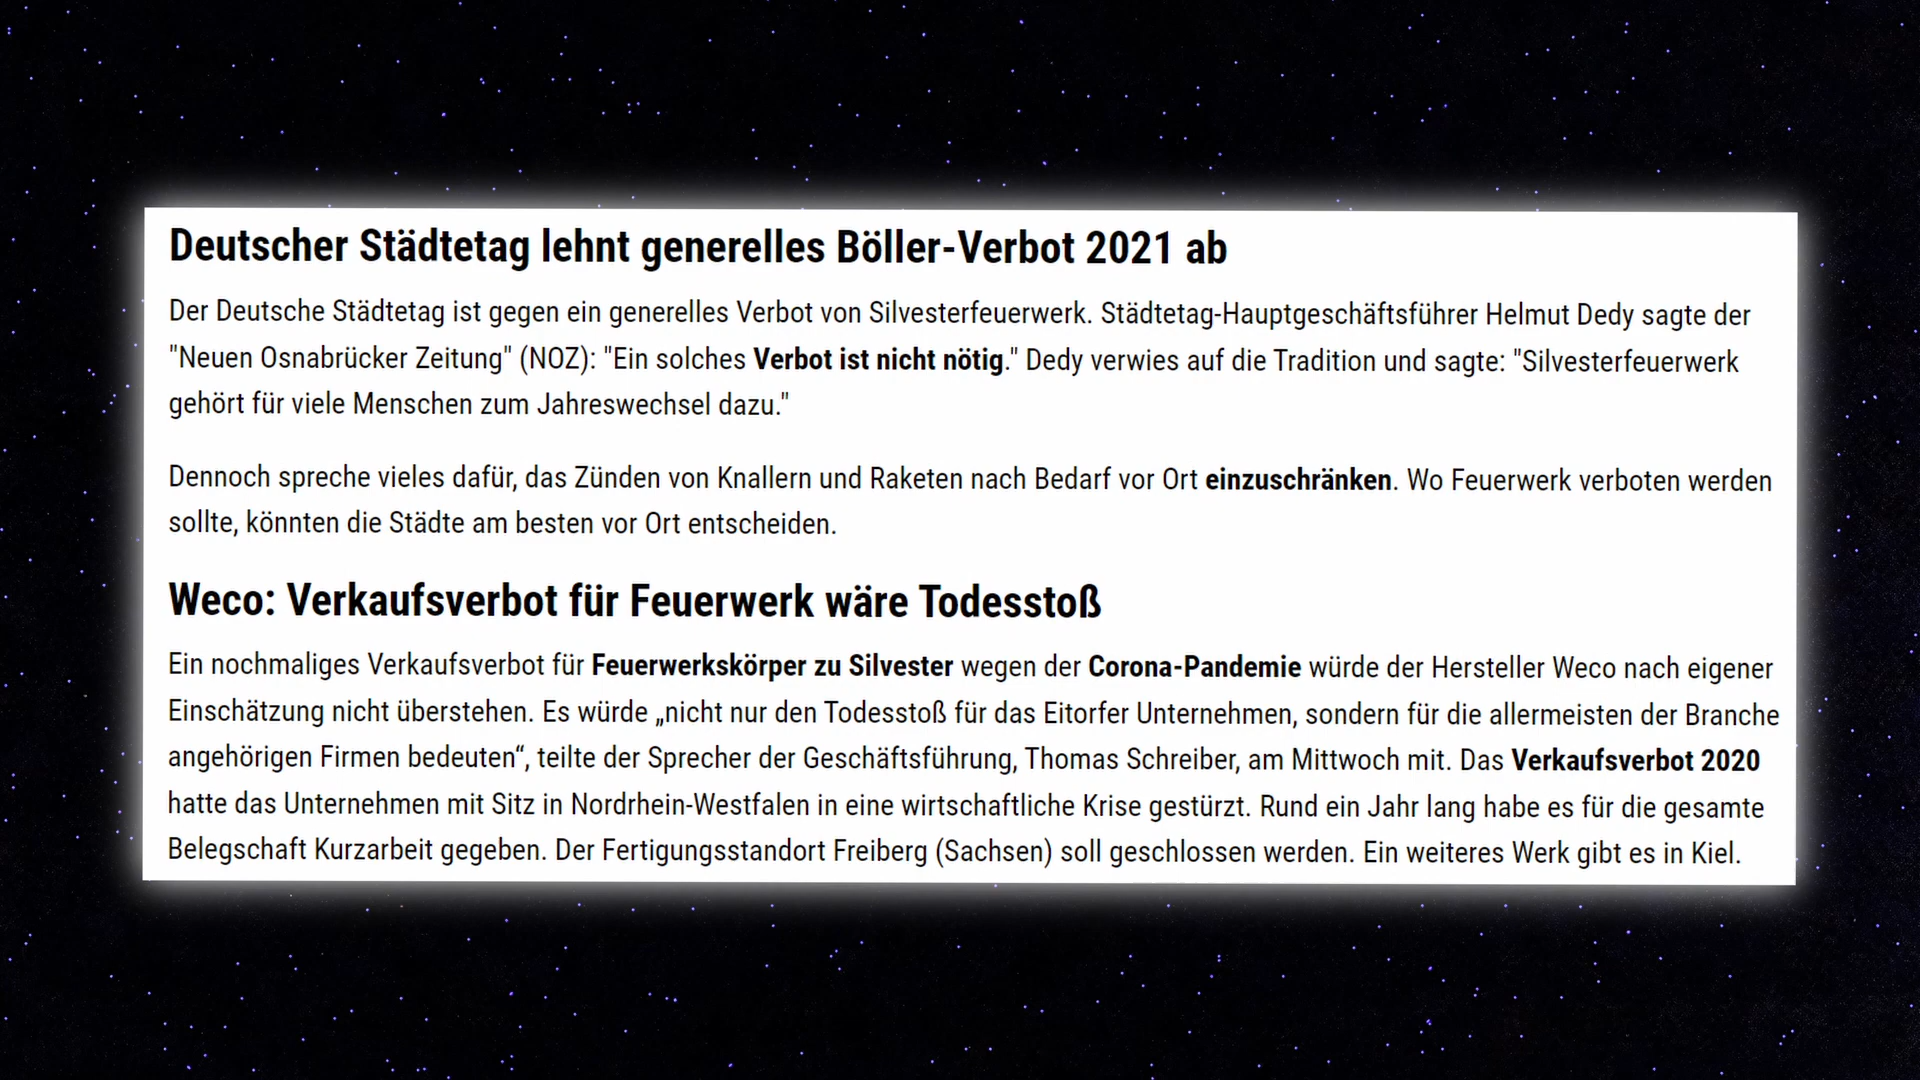 Deutscher Städtetag lehnt generelles Böller-Verbot 2021 ab
Der Deutsche Städtetag ist gegen ein generelles Verbot von Silvesterfeuerwerk. Städtetag-Hauptgeschäftsführer Helmut Dedy sagte der
"Neuen Osnabrücker Zeitung" (NOZ): "Ein solches Verbot ist nicht nötig." Dedy verwies auf die Tradition und sagte: "Silvesterfeuerwerk
gehört für viele Menschen zum Jahreswechsel dazu."
Dennoch spreche vieles dafür, das Zünden von Knallern und Raketen nach Bedarf vor Ort einzuschränken. Wo Feuerwerk verboten werden
sollte, könnten die Städte am besten vor Ort entscheiden.
Weco: Verkaufsverbot für Feuerwerk wäre Todesstoß
Ein nochmaliges Verkaufsverbot für Feuerwerkskörper zu Silvester wegen der Corona-Pandemie würde der Hersteller Weco nach eigener
Einschätzung nicht überstehen. Es würde „nicht nur den Todesstoß für das Eitorfer Unternehmen, sondern für die allermeisten der Branche
angehörigen Firmen bedeuten“, teilte der Sprecher der Geschäftsführung, Thomas Schreiber, am Mittwoch mit. Das Verkaufsverbot 2020
hatte das Unternehmen mit Sitz in Nordrhein-Westfalen in eine wirtschaftliche Krise gestürzt. Rund ein Jahr lang habe es für die gesamte
Belegschaft Kurzarbeit gegeben. Der Fertigungsstandort Freiberg (Sachsen) soll geschlossen werden. Ein weiteres Werk gibt es in Kiel.